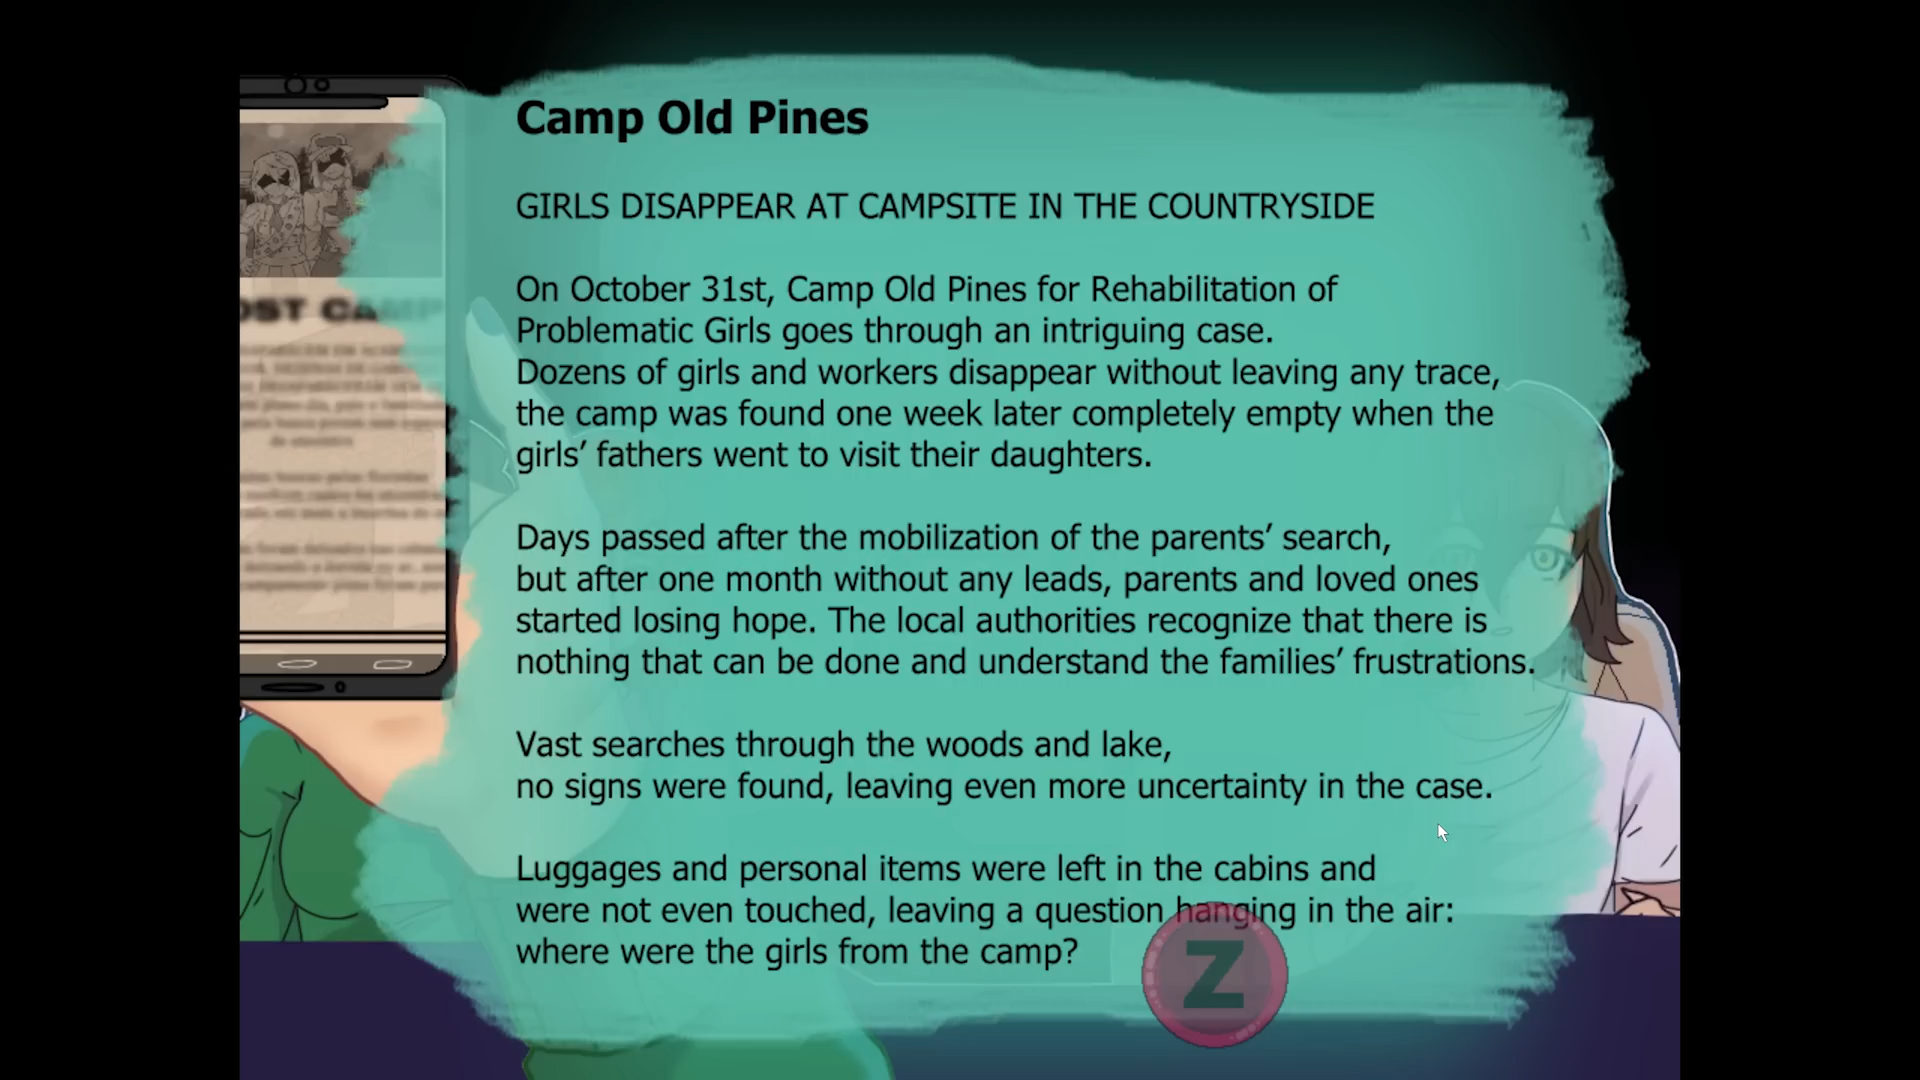 Camp Old Pines
GIRLS DISAPPEAR AT CAMPSITE IN THE COUNTRYSIDE
On October 31st, Camp Old Pines for Rehabilitation of
Problematic Girls goes through an intriguing case.
Dozens of girls and workers disappear without leaving any trace,
the camp was found one week later completely empty when the
girls’ fathers went to visit their daughters.
Days passed after the mobilization of the parents’ search,
but after one month without any leads, parents and loved ones
started losing hope. The local authorities recognize that there is
nothing that can be done and understand the families’ frustrations.
Vast searches through the woods and lake,
no signs were found, leaving even more uncertainty in the case.
Luggages and personal items were left in the cabins and
were not even touched, leaving a question hanging in the air:
where were the girls from the camp?
Z
OST CAMP